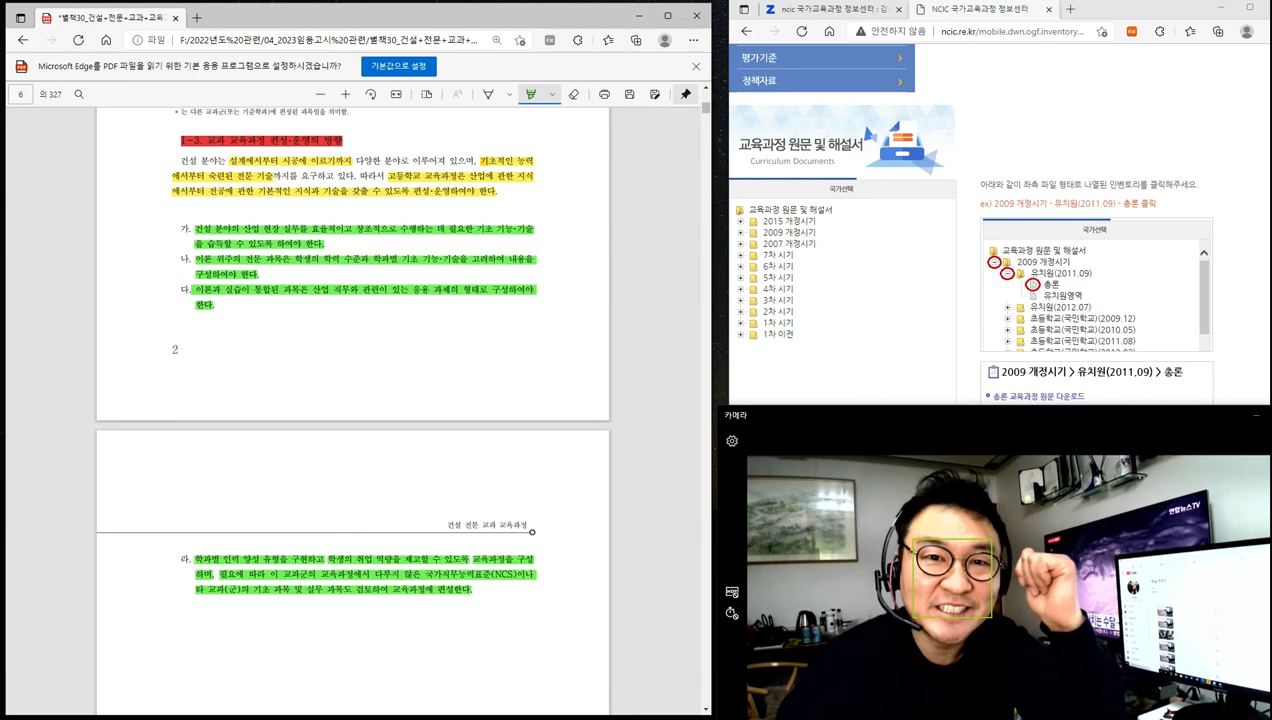 *별책30_건설+전문+교과+교육
파일
F:/2022년도%20관련/04_2023임용고시%20관련/별책30_건설+전문+교과+...
Microsoft Edge를 PDF 파일을 읽기 위한 기본 응용 프로그램으로 설정하시겠습니까?
기본값으로 설정
6 의 327
* 는 다른 교과군(또는 기준학과)에 편성된 과목임을 의미함.
1-3. 교과 교육과정 편성·운영의 방향
건설 분야는 설계에서부터 시공에 이르기까지 다양한 분야로 이루어져 있으며, 기초적인 능력
에서부터 숙련된 전문 기술까지를 요구하고 있다. 따라서 고등학교 교육과정은 산업에 관한 지식
에서부터 전공에 관한 기본적인 지식과 기술을 갖출 수 있도록 편성·운영하여야 한다.
가. 건설 분야의 산업 현장 실무를 효율적이고 창조적으로 수행하는 데 필요한 기초 기능·기술
을 습득할 수 있도록 하여야 한다.
나. 이론 위주의 전문 과목은 학생의 학력 수준과 학과별 기초 기능·기술을 고려하여 내용을
구성하여야 한다.
다. 이론과 실습이 통합된 과목은 산업 직무와 관련이 있는 응용 과제의 형태로 구성하여야
한다.
2
건설 전문 교과 교육과정
라. 학과별 인력 양성 유형을 구현하고 학생의 취업 역량을 제고할 수 있도록 교육과정을 구성
하며, 필요에 따라 이 교과군의 교육과정에서 다루지 않은 국가직무능력표준(NCS)이나
타 교과(군)의 기초 과목 및 실무 과목도 검토하여 교육과정에 편성한다.
ncic 국가교육과정 정보센터 : 검
NCIC 국가교육과정 정보센터
안전하지 않음
ncic.re.kr/mobile.dwn.ogf.inventory...
평가기준
정책자료
교육과정 원문 및 해설서
Curriculum Documents
국가선택
교육과정 원문 및 해설서
2015 개정시기
2009 개정시기
2007 개정시기
7차 시기
6차 시기
5차 시기
4차 시기
3차 시기
2차 시기
1차 시기
1차 이전
아래와 같이 좌측 파일 형태로 나열된 인벤토리를 클릭해주세요.
ex) 2009 개정시기 - 유치원(2011.09) - 총론 클릭
국가선택
교육과정 원문 및 해설서
2009 개정시기
유치원(2011.09)
총론
유치원영역
유치원(2012.07)
초등학교(국민학교)(2009.12)
초등학교(국민학교)(2010.05)
초등학교(국민학교)(2011.08)
2009 개정시기 > 유치원(2011.09) > 총론
총론 교육과정 원문 다운로드
카메라
연합뉴스TV